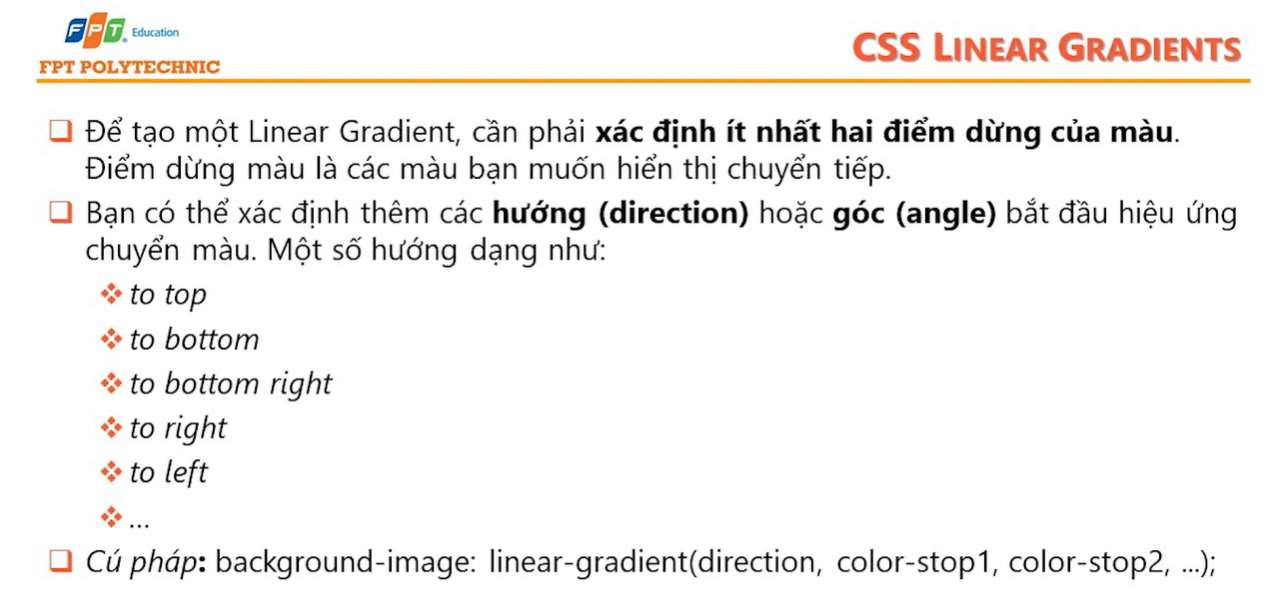 FPT Education
FPT POLYTECHNIC
CSS LINEAR GRADIENTS
Để tạo một Linear Gradient, cần phải xác định ít nhất hai điểm dừng của màu.
Điểm dừng màu là các màu bạn muốn hiển thị chuyển tiếp.
Bạn có thể xác định thêm các hướng (direction) hoặc góc (angle) bắt đầu hiệu ứng
chuyển màu. Một số hướng dạng như:
to top
to bottom
to bottom right
to right
to left
...
Cú pháp: background-image: linear-gradient(direction, color-stop1, color-stop2, ...);